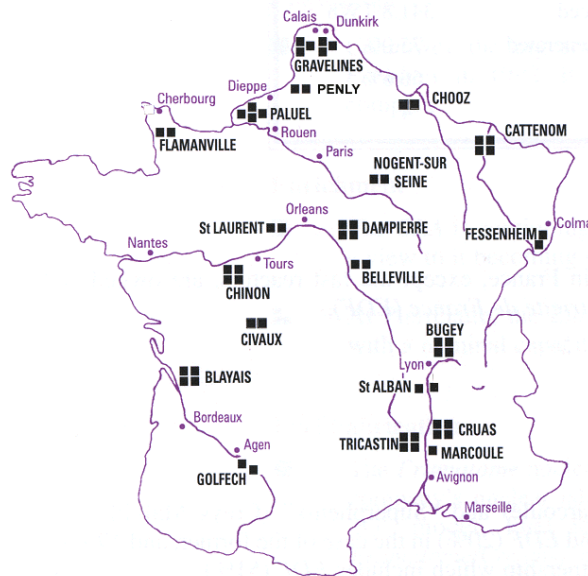 Calais
Dunkirk
GRAVELINES
PENLY
Dieppe
CHOOZ
Cherbourg
PALUEL
Rouen
FLAMANVILLE
CATTENOM
Paris
NOGENT-SUR
SEINE
Orleans
St LAURENT
DAMPIERRE
Colma
FESSENHEIM
Nantes
Tours
BELLEVILLE
CHINON
CIVAUX
BUGEY
Lyon
BLAYAIS
St ALBAN
Bordeaux
CRUAS
TRICASTIN
Agen
MARCOULE
GOLFECH
Avignon
Marseille